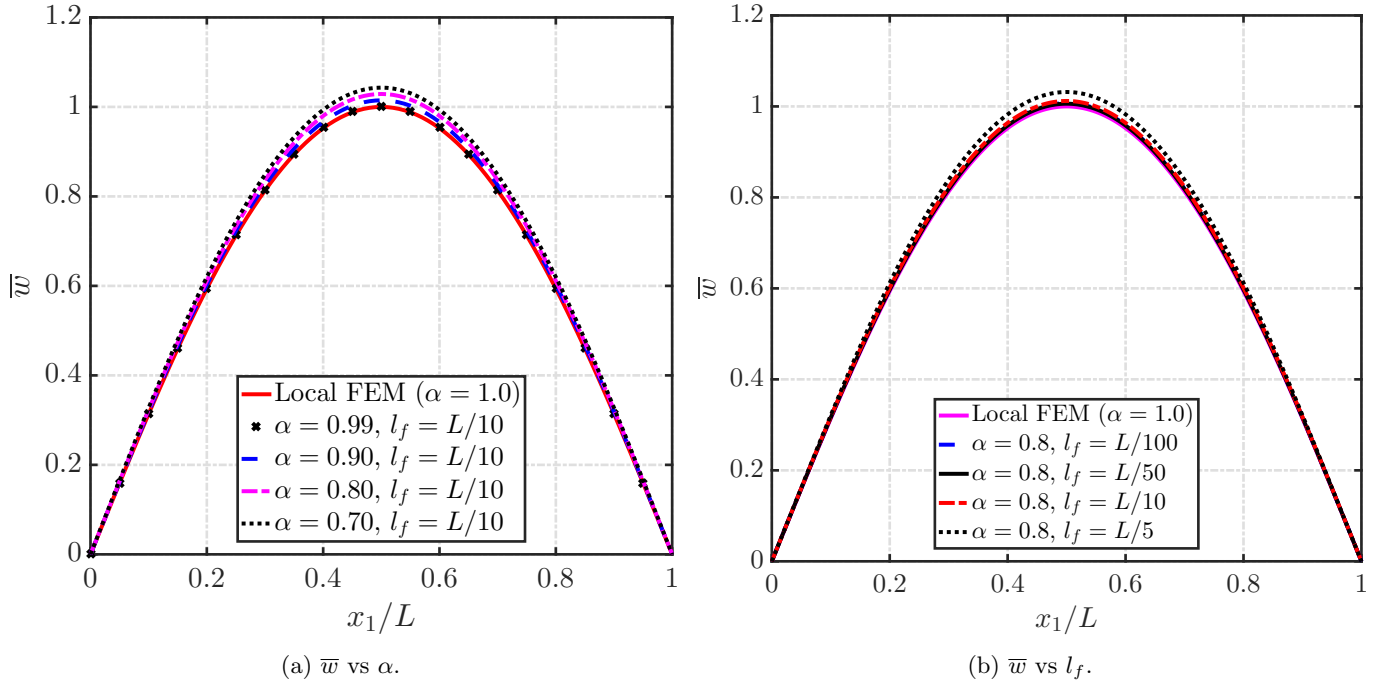 1.2
1
0.8
0.6
0.4
0.2
0
w̅
0 0.2 0.4 0.6 0.8 1
x₁/L
Local FEM (α = 1.0)
α = 0.99, l_f = L/10
α = 0.90, l_f = L/10
α = 0.80, l_f = L/10
α = 0.70, l_f = L/10
(a) w̅ vs α.
1.2
1
0.8
0.6
0.4
0.2
0
w̅
0 0.2 0.4 0.6 0.8 1
x₁/L
Local FEM (α = 1.0)
α = 0.8, l_f = L/100
α = 0.8, l_f = L/50
α = 0.8, l_f = L/10
α = 0.8, l_f = L/5
(b) w̅ vs l_f.